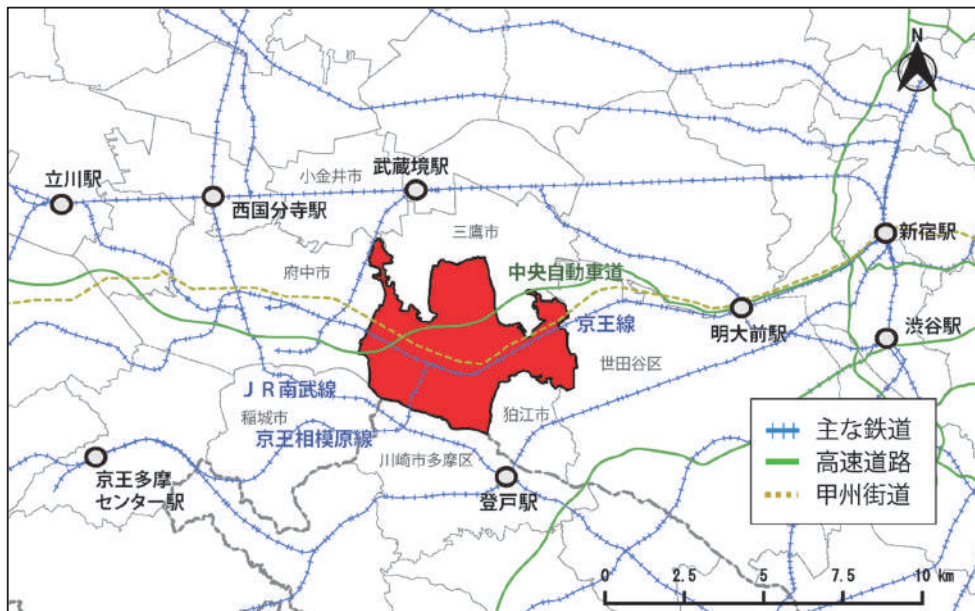 N
武蔵境駅
小金井市
立川駅
西国分寺駅
三鷹市
新宿駅
府中市
中央自動車道
京王線
明大前駅
渋谷駅
世田谷区
JR南武線
稲城市
狛江市
京王相模原線
川崎市多摩区
京王多摩
センター駅
登戸駅
主な鉄道
高速道路
甲州街道
0 2.5 5 7.5 10 km